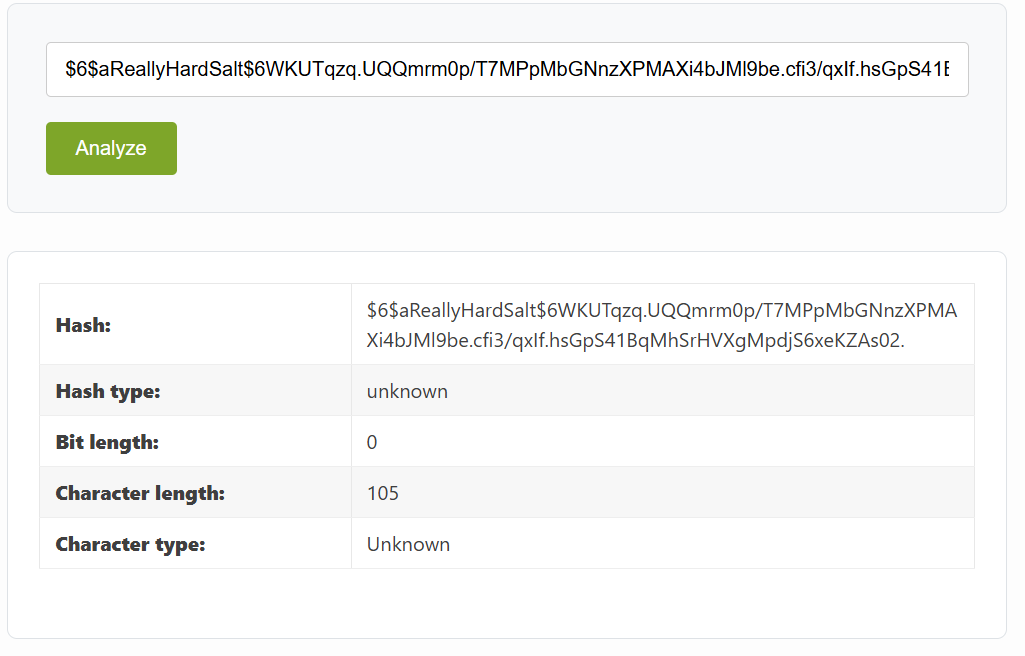 $6$aReallyHardSalt$6WKUTqzq.UQQmrm0p/T7MPpMbGNnzXPMAXi4bJMl9be.cfi3/qxIf.hsGpS41B
Analyze
Hash:
$6$aReallyHardSalt$6WKUTqzq.UQQmrm0p/T7MPpMbGNnzXPMA
Xi4bJMl9be.cfi3/qxIf.hsGpS41BqMhSrHVXgMpdjS6xeKZAs02.
Hash type:
unknown
Bit length:
0
Character length:
105
Character type:
Unknown